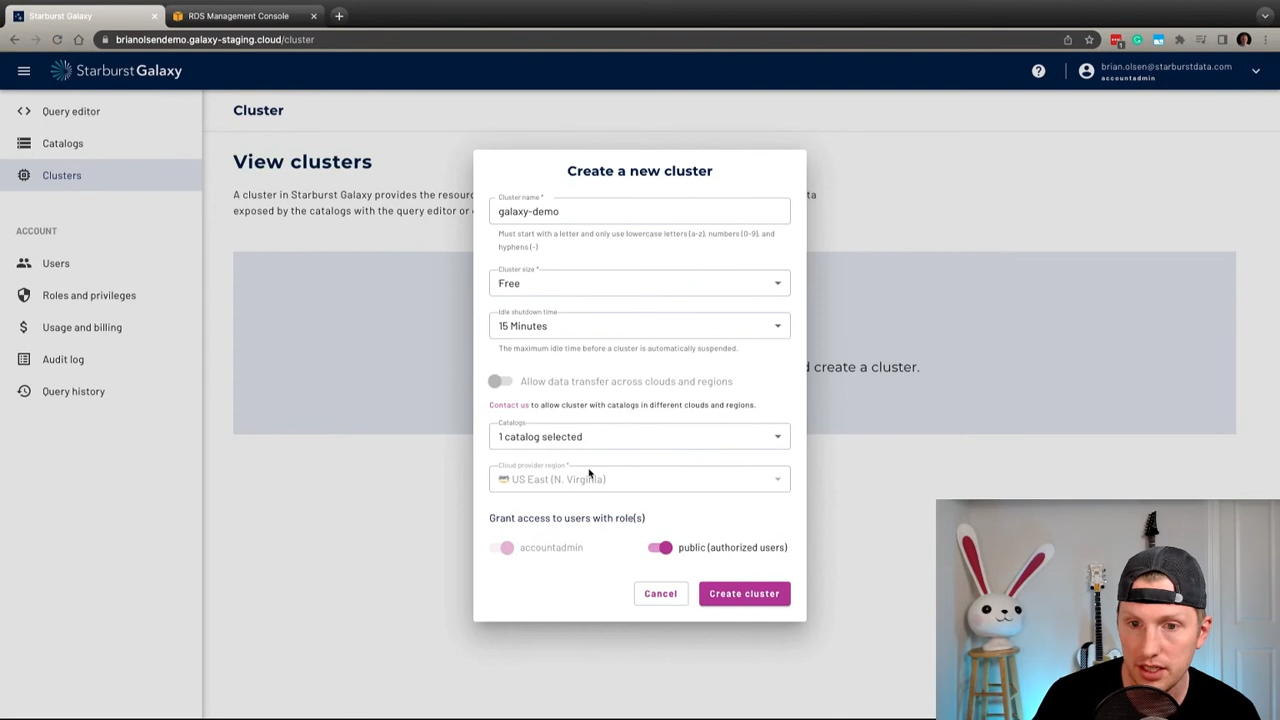 Starburst Galaxy
RDS Management Console
brianolsendemo.galaxy-staging.cloud/cluster
Starburst Galaxy
brian.olsen@starburstdata.com
accountadmin
Query editor
Catalogs
Clusters
ACCOUNT
Users
Roles and privileges
Usage and billing
Audit log
Query history
Cluster
View clusters
A cluster in Starburst Galaxy provides the resour
exposed by the catalogs with the query editor or
ta
d create a cluster.
Create a new cluster
Cluster name *
galaxy-demo
Must start with a letter and only use lowercase letters (a-z), numbers (0-9), and
hyphens (-)
Cluster size *
Free
Idle shutdown time
15 Minutes
The maximum idle time before a cluster is automatically suspended.
Allow data transfer across clouds and regions
Contact us to allow cluster with catalogs in different clouds and regions.
Catalogs
1 catalog selected
Cloud provider region *
aws US East (N. Virginia)
Grant access to users with role(s)
accountadmin
public (authorized users)
Cancel
Create cluster